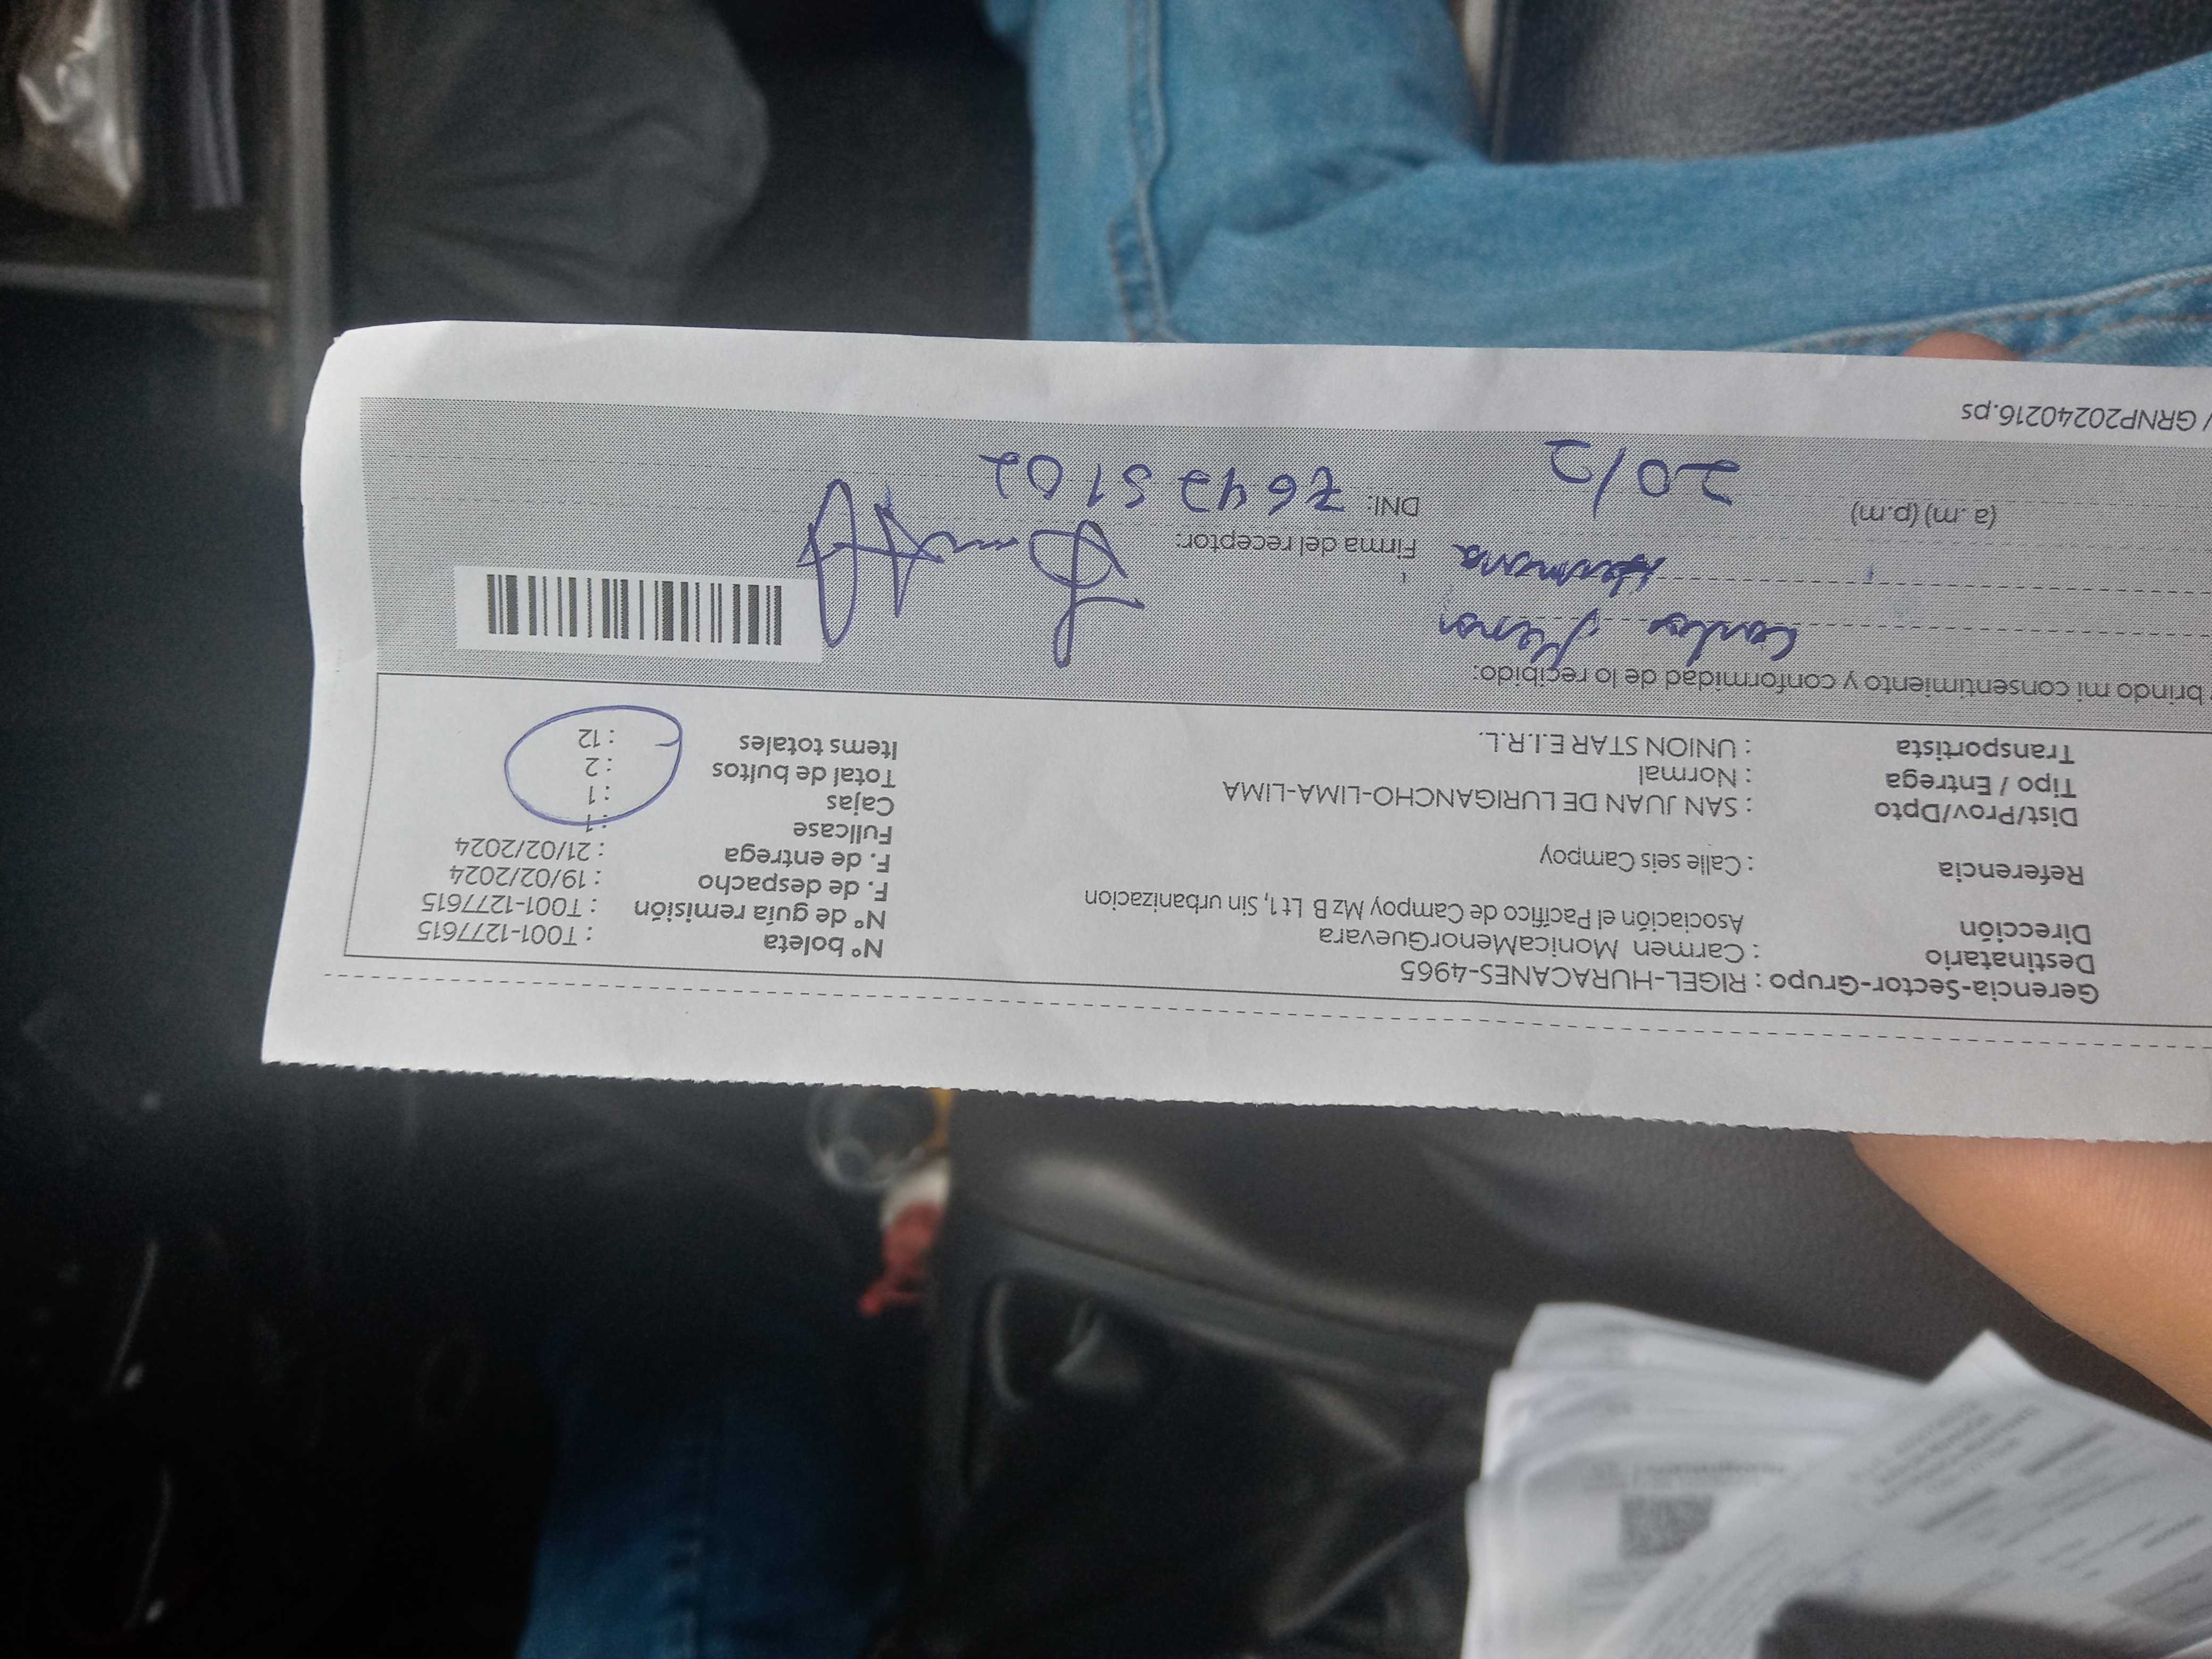 Gerencia-Sector-Grupo : RIGEL-HURACANES-4965
Destinatario : Carmen MonicaMenorGuevara
Dirección Asociación el Pacífico de Campoy Mz B Lt 1, Sin urbanizacion
Referencia : Calle seis Campoy
Dist/Prov/Dpto : SAN JUAN DE LURIGANCHO-LIMA-LIMA
Tipo / Entrega : Normal
Transportista : UNION STAR E.I.R.L.
N° boleta : T001-1277615
N° de guía remisión : T001-1277615
F. de despacho : 19/02/2024
F. de entrega : 21/02/2024
Fullcase : 1
Cajas : 1
Total de bultos : 2
Items totales : 12
brindo mi consentimiento y conformidad de lo recibido:
Menor
Hermana
Firma del receptor:
(a .m) (p.m) 20/2
DNI:
/ GRNP20240216.ps